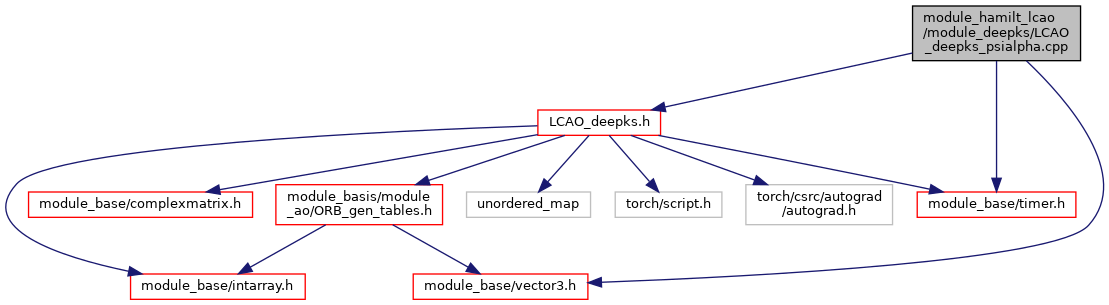 module_hamilt_lcao
/module_deepks/LCAO
_deepks_psialpha.cpp
LCAO_deepks.h
module_base/complexmatrix.h
module_basis/module
_ao/ORB_gen_tables.h
unordered_map
torch/script.h
torch/csrc/autograd
/autograd.h
module_base/timer.h
module_base/intarray.h
module_base/vector3.h